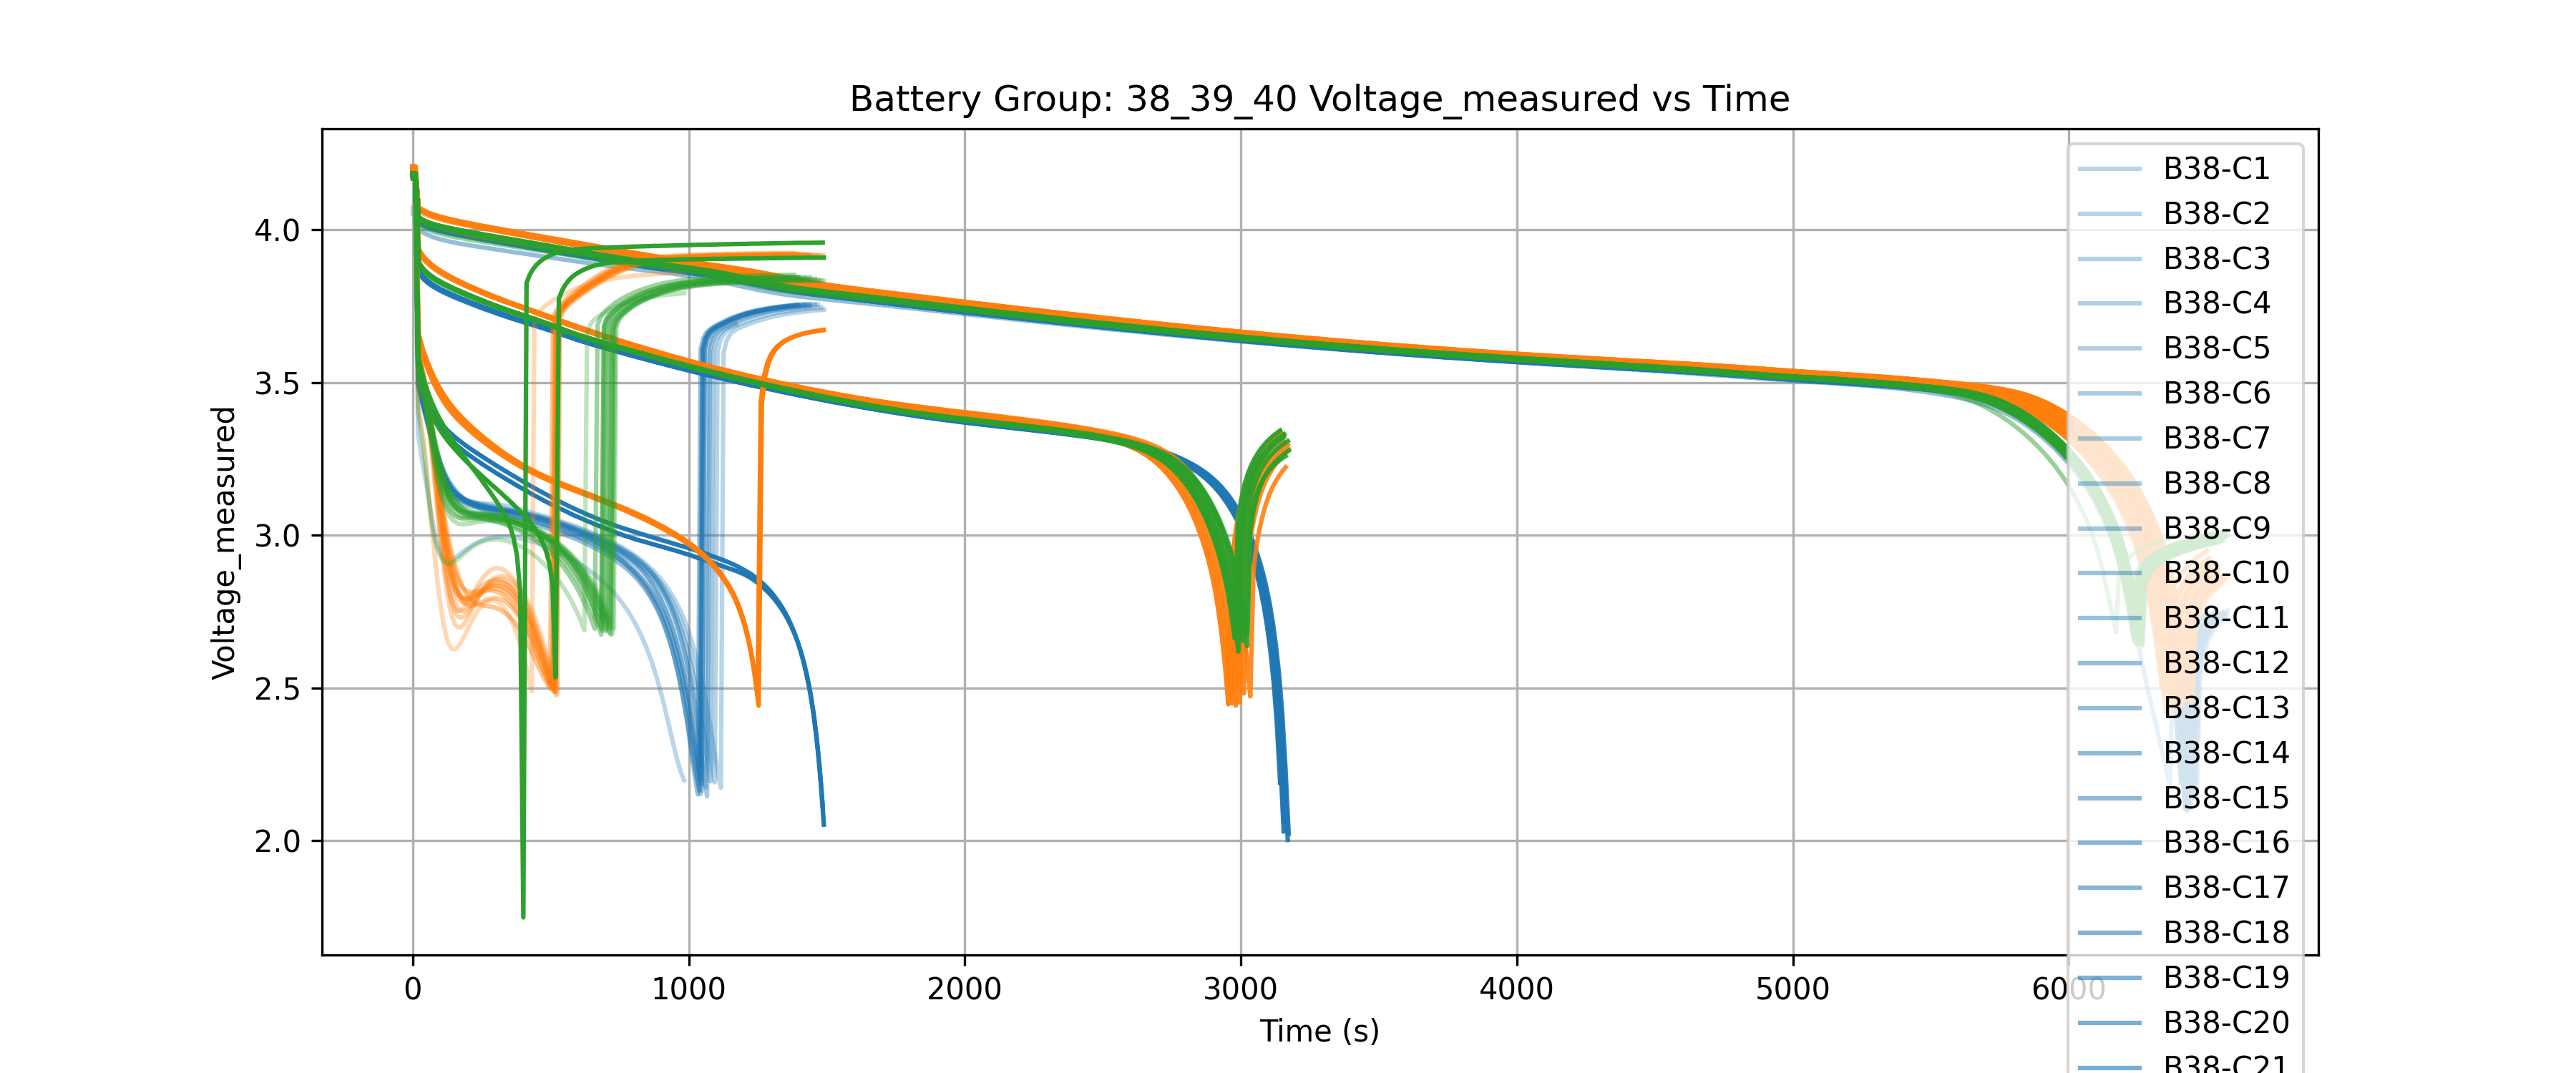 Battery Group: 38_39_40 Voltage_measured vs Time
Voltage_measured
4.0
3.5
3.0
2.5
2.0
0
1000
2000
3000
4000
5000
6000
Time (s)
B38-C1
B38-C2
B38-C3
B38-C4
B38-C5
B38-C6
B38-C7
B38-C8
B38-C9
B38-C10
B38-C11
B38-C12
B38-C13
B38-C14
B38-C15
B38-C16
B38-C17
B38-C18
B38-C19
B38-C20
B38-C21